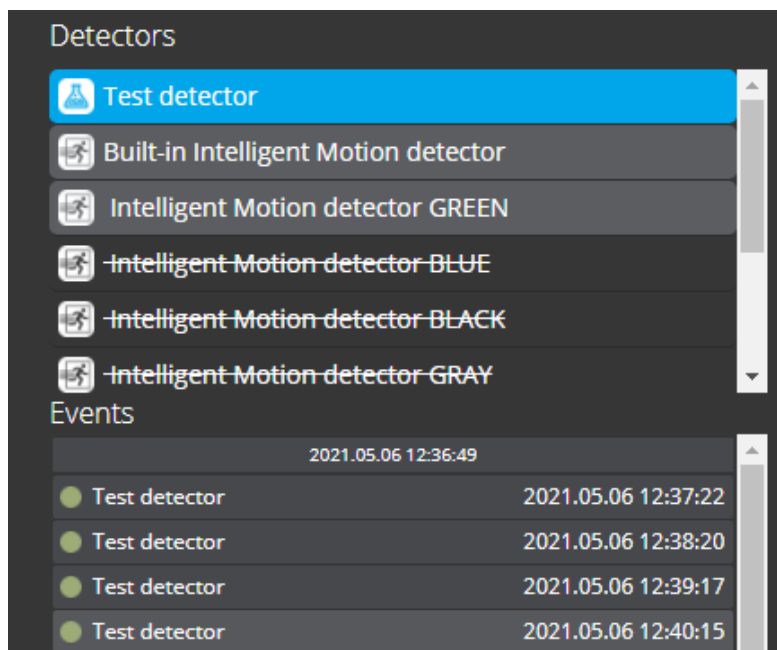 Detectors
Test detector
Built-in Intelligent Motion detector
Intelligent Motion detector GREEN
Intelligent Motion detector BLUE
Intelligent Motion detector BLACK
Intelligent Motion detector GRAY
Events
2021.05.06 12:36:49
Test detector 2021.05.06 12:37:22
Test detector 2021.05.06 12:38:20
Test detector 2021.05.06 12:39:17
Test detector 2021.05.06 12:40:15